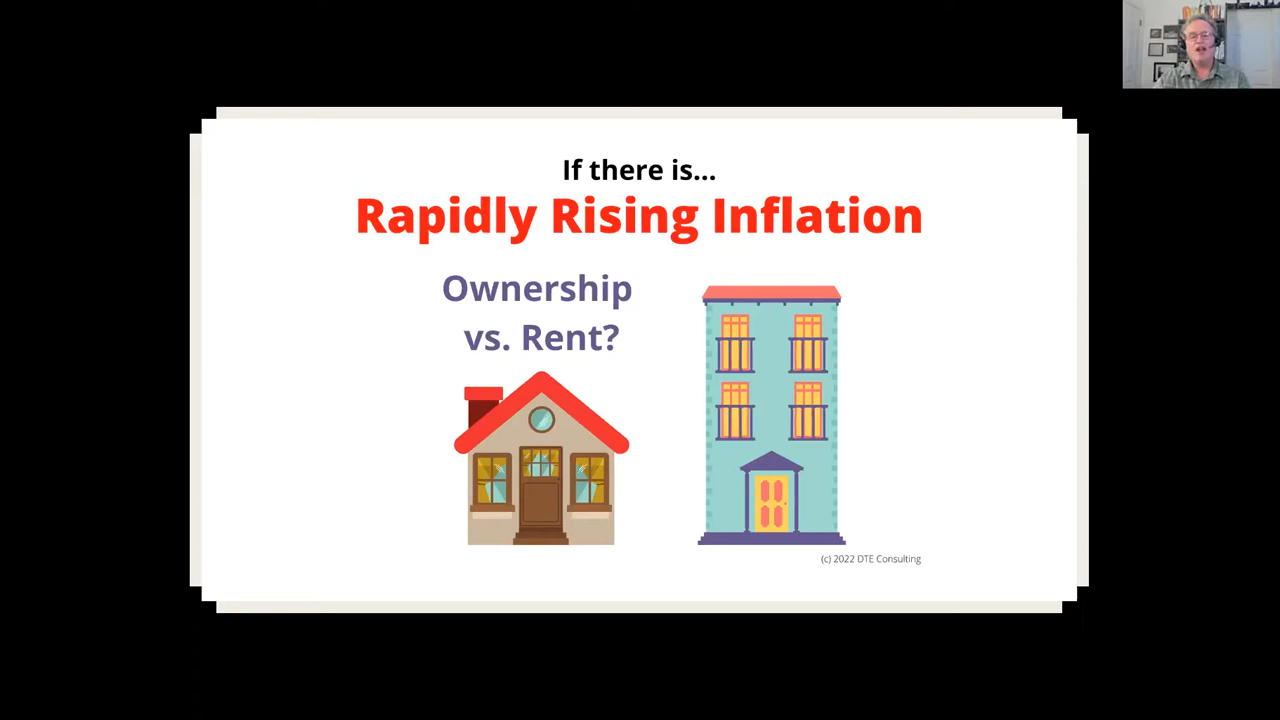 If there is...
Rapidly Rising Inflation
Ownership
vs. Rent?
(c) 2022 DTE Consulting